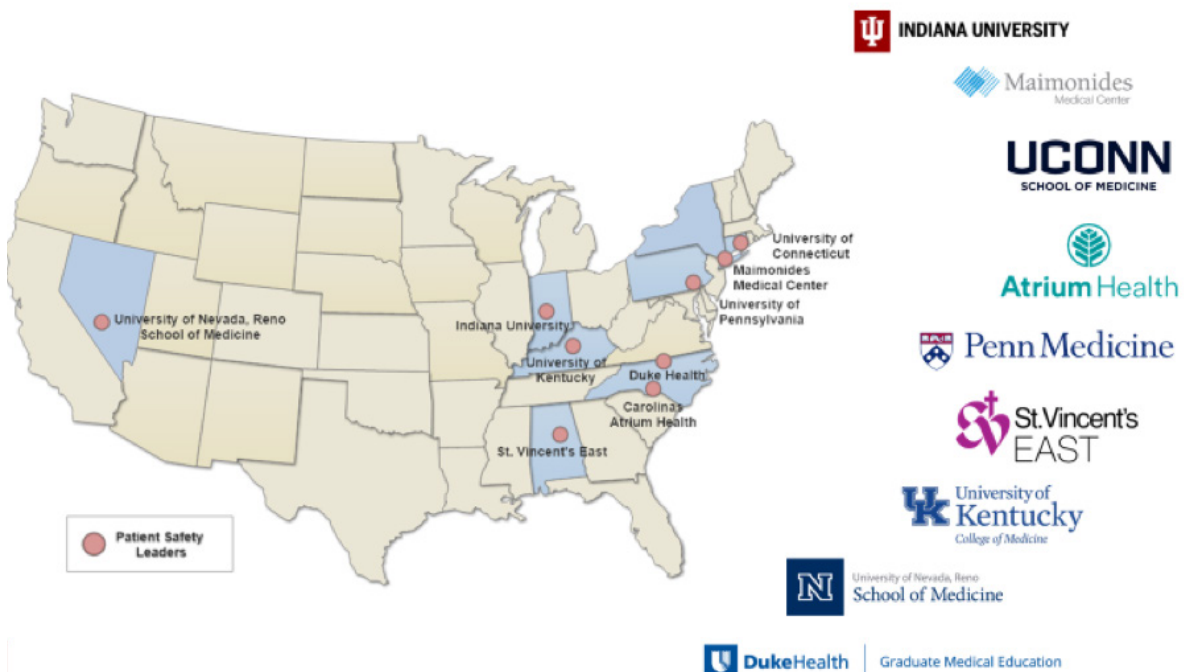 INDIANA UNIVERSITY
Maimonides
Medical Center
UCONN
SCHOOL OF MEDICINE
Atrium Health
Penn Medicine
St.Vincent's
EAST
UK
University of
Kentucky
College of Medicine
N
University of Nevada, Reno
School of Medicine
DukeHealth
Graduate Medical Education
University of
Connecticut
Maimonides
Medical Center
University of
Pennsylvania
University of Nevada, Reno
School of Medicine
Indiana University
University of
Kentucky
Duke Health
Carolinas
Atrium Health
St. Vincent's East
Patient Safety
Leaders